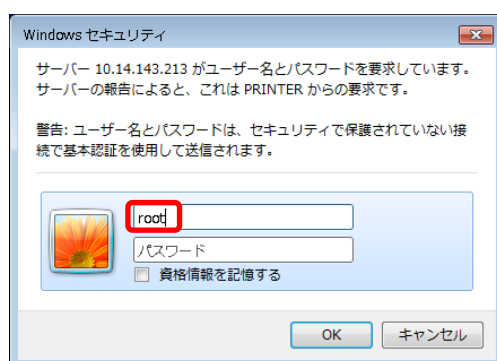 Windows セキュリティ
サーバー 10.14.143.213 がユーザー名とパスワードを要求しています。
サーバーの報告によると、これは PRINTER からの要求です。
警告: ユーザー名とパスワードは、セキュリティで保護されていない接
続で基本認証を使用して送信されます。
root
パスワード
資格情報を記憶する
OK
キャンセル